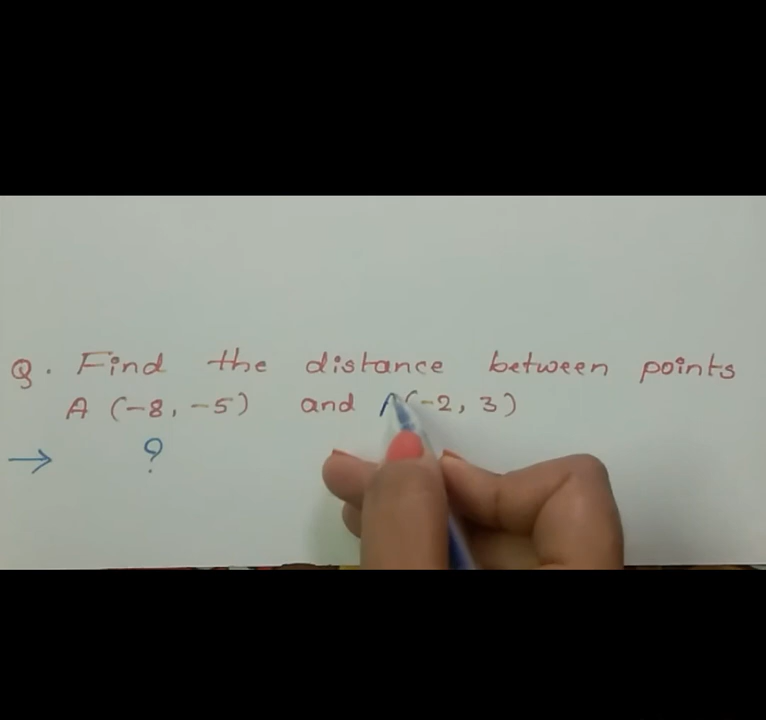 Q. Find the distance between points
A (-8, -5) and (-2, 3)
→ ?